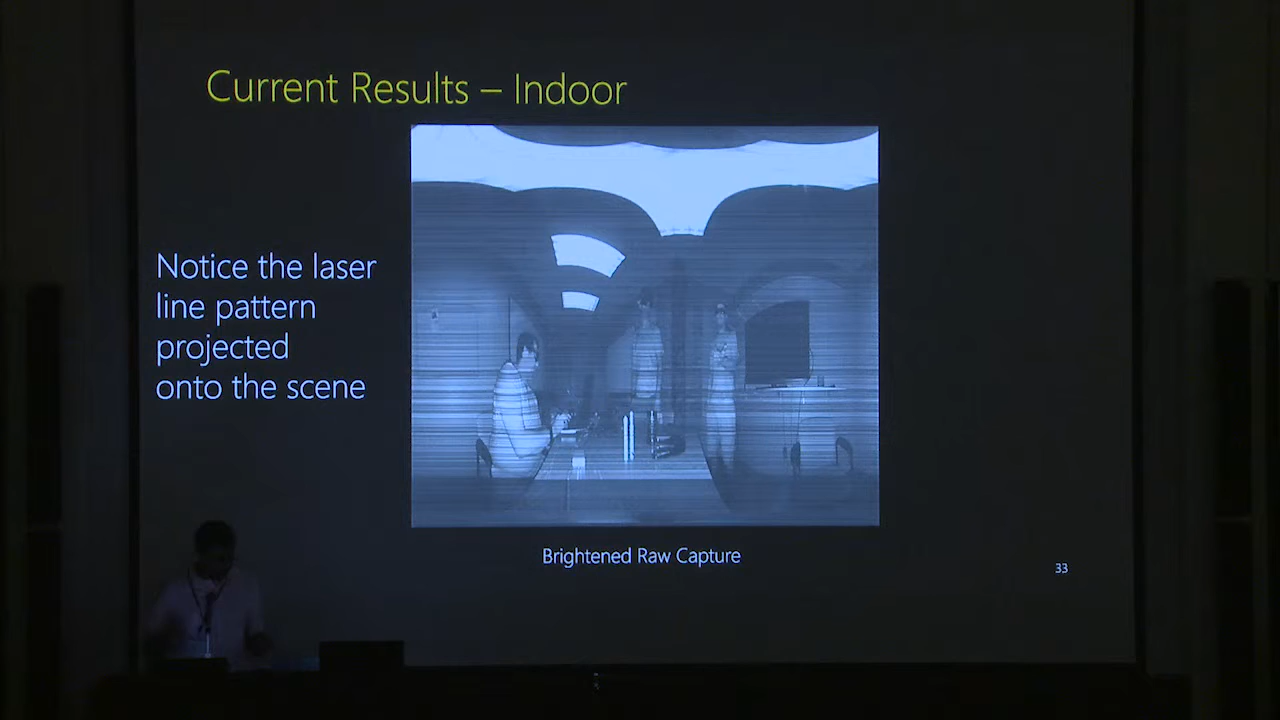 Current Results – Indoor
Notice the laser
line pattern
projected
onto the scene
Brightened Raw Capture
33